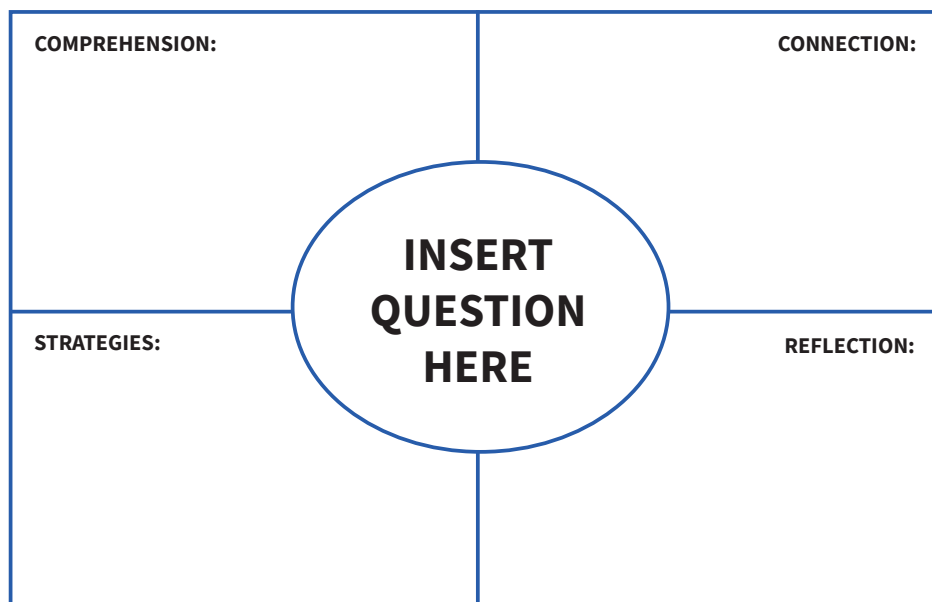 COMPREHENSION:
CONNECTION:
INSERT
QUESTION
HERE
STRATEGIES:
REFLECTION: